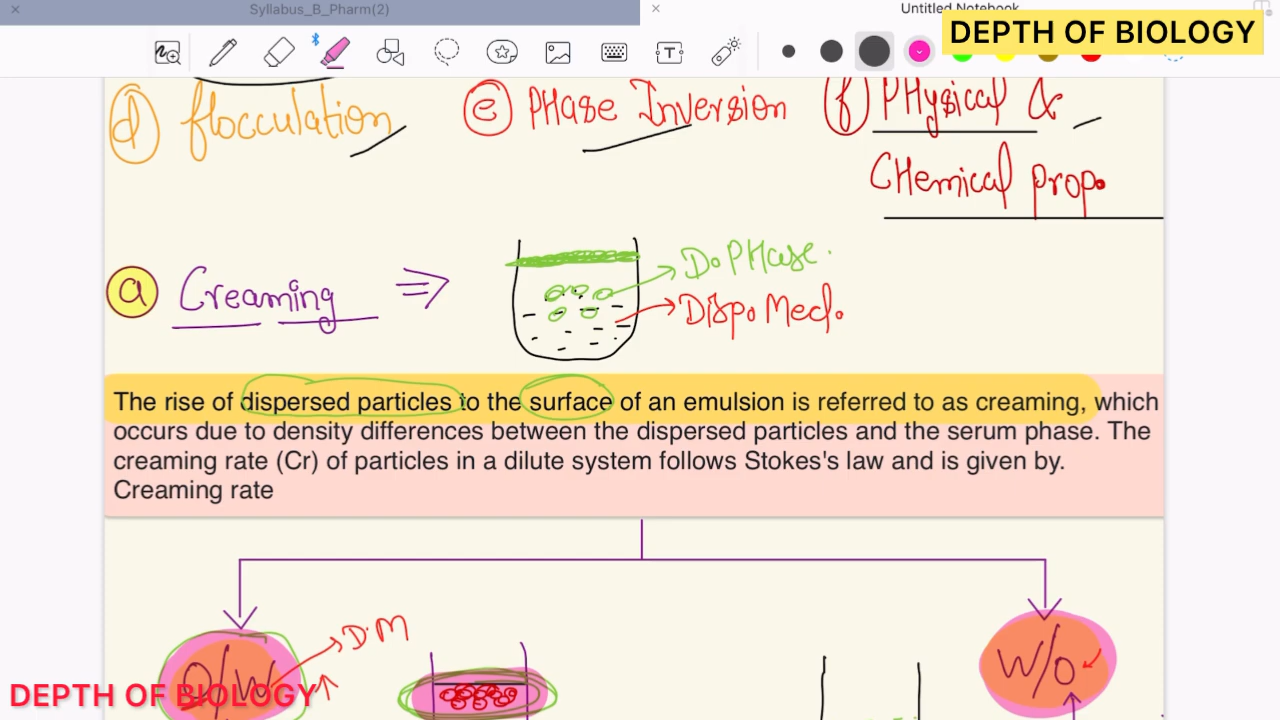 Syllabus_B_Pharm(2)
Untitled Notebook
DEPTH OF BIOLOGY
d flocculation
e PHase Inversion
f PHysical &
CHemical prop.
a Creaming ⇒
D.PHase.
Disp. Med.
The rise of dispersed particles to the surface of an emulsion is referred to as creaming, which
occurs due to density differences between the dispersed particles and the serum phase. The
creaming rate (Cr) of particles in a dilute system follows Stokes's law and is given by.
Creaming rate
D.M
O/W
W/O
DEPTH OF BIOLOGY